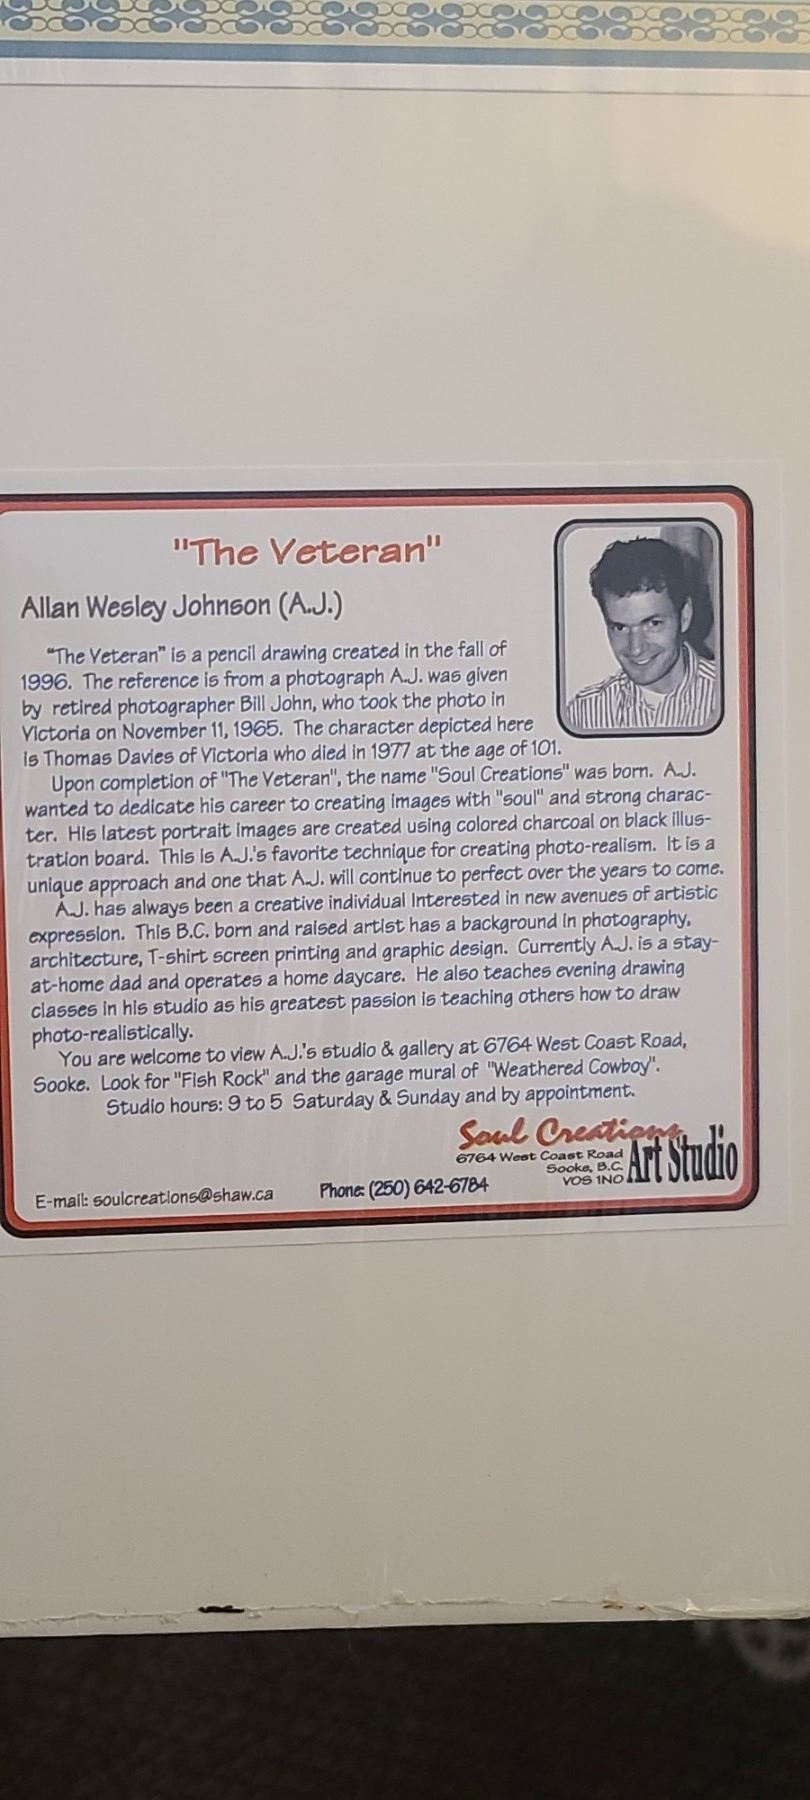 "The Veteran"
Allan Wesley Johnson (A.J.)
"The Veteran" is a pencil drawing created in the fall of
1996. The reference is from a photograph A.J. was given
by retired photographer Bill John, who took the photo in
Victoria on November 11, 1965. The character depicted here
is Thomas Davies of Victoria who died in 1977 at the age of 101.
Upon completion of "The Veteran", the name "Soul Creations" was born. A.J.
wanted to dedicate his career to creating images with "soul" and strong charac-
ter. His latest portrait images are created using colored charcoal on black illus-
tration board. This is A.J.'s favorite technique for creating photo-realism. It is a
unique approach and one that A.J. will continue to perfect over the years to come.
A.J. has always been a creative individual interested in new avenues of artistic
expression. This B.C. born and raised artist has a background in photography,
architecture, T-shirt screen printing and graphic design. Currently A.J. is a stay-
at-home dad and operates a home daycare. He also teaches evening drawing
classes in his studio as his greatest passion is teaching others how to draw
photo-realistically.
You are welcome to view A.J.'s studio & gallery at 6764 West Coast Road,
Sooke. Look for "Fish Rock" and the garage mural of "Weathered Cowboy".
Studio hours: 9 to 5 Saturday & Sunday and by appointment.
Soul Creations
Art Studio
6764 West Coast Road
Sooke, B.C.
V0S 1N0
E-mail: soulcreations@shaw.ca
Phone: (250) 642-6784